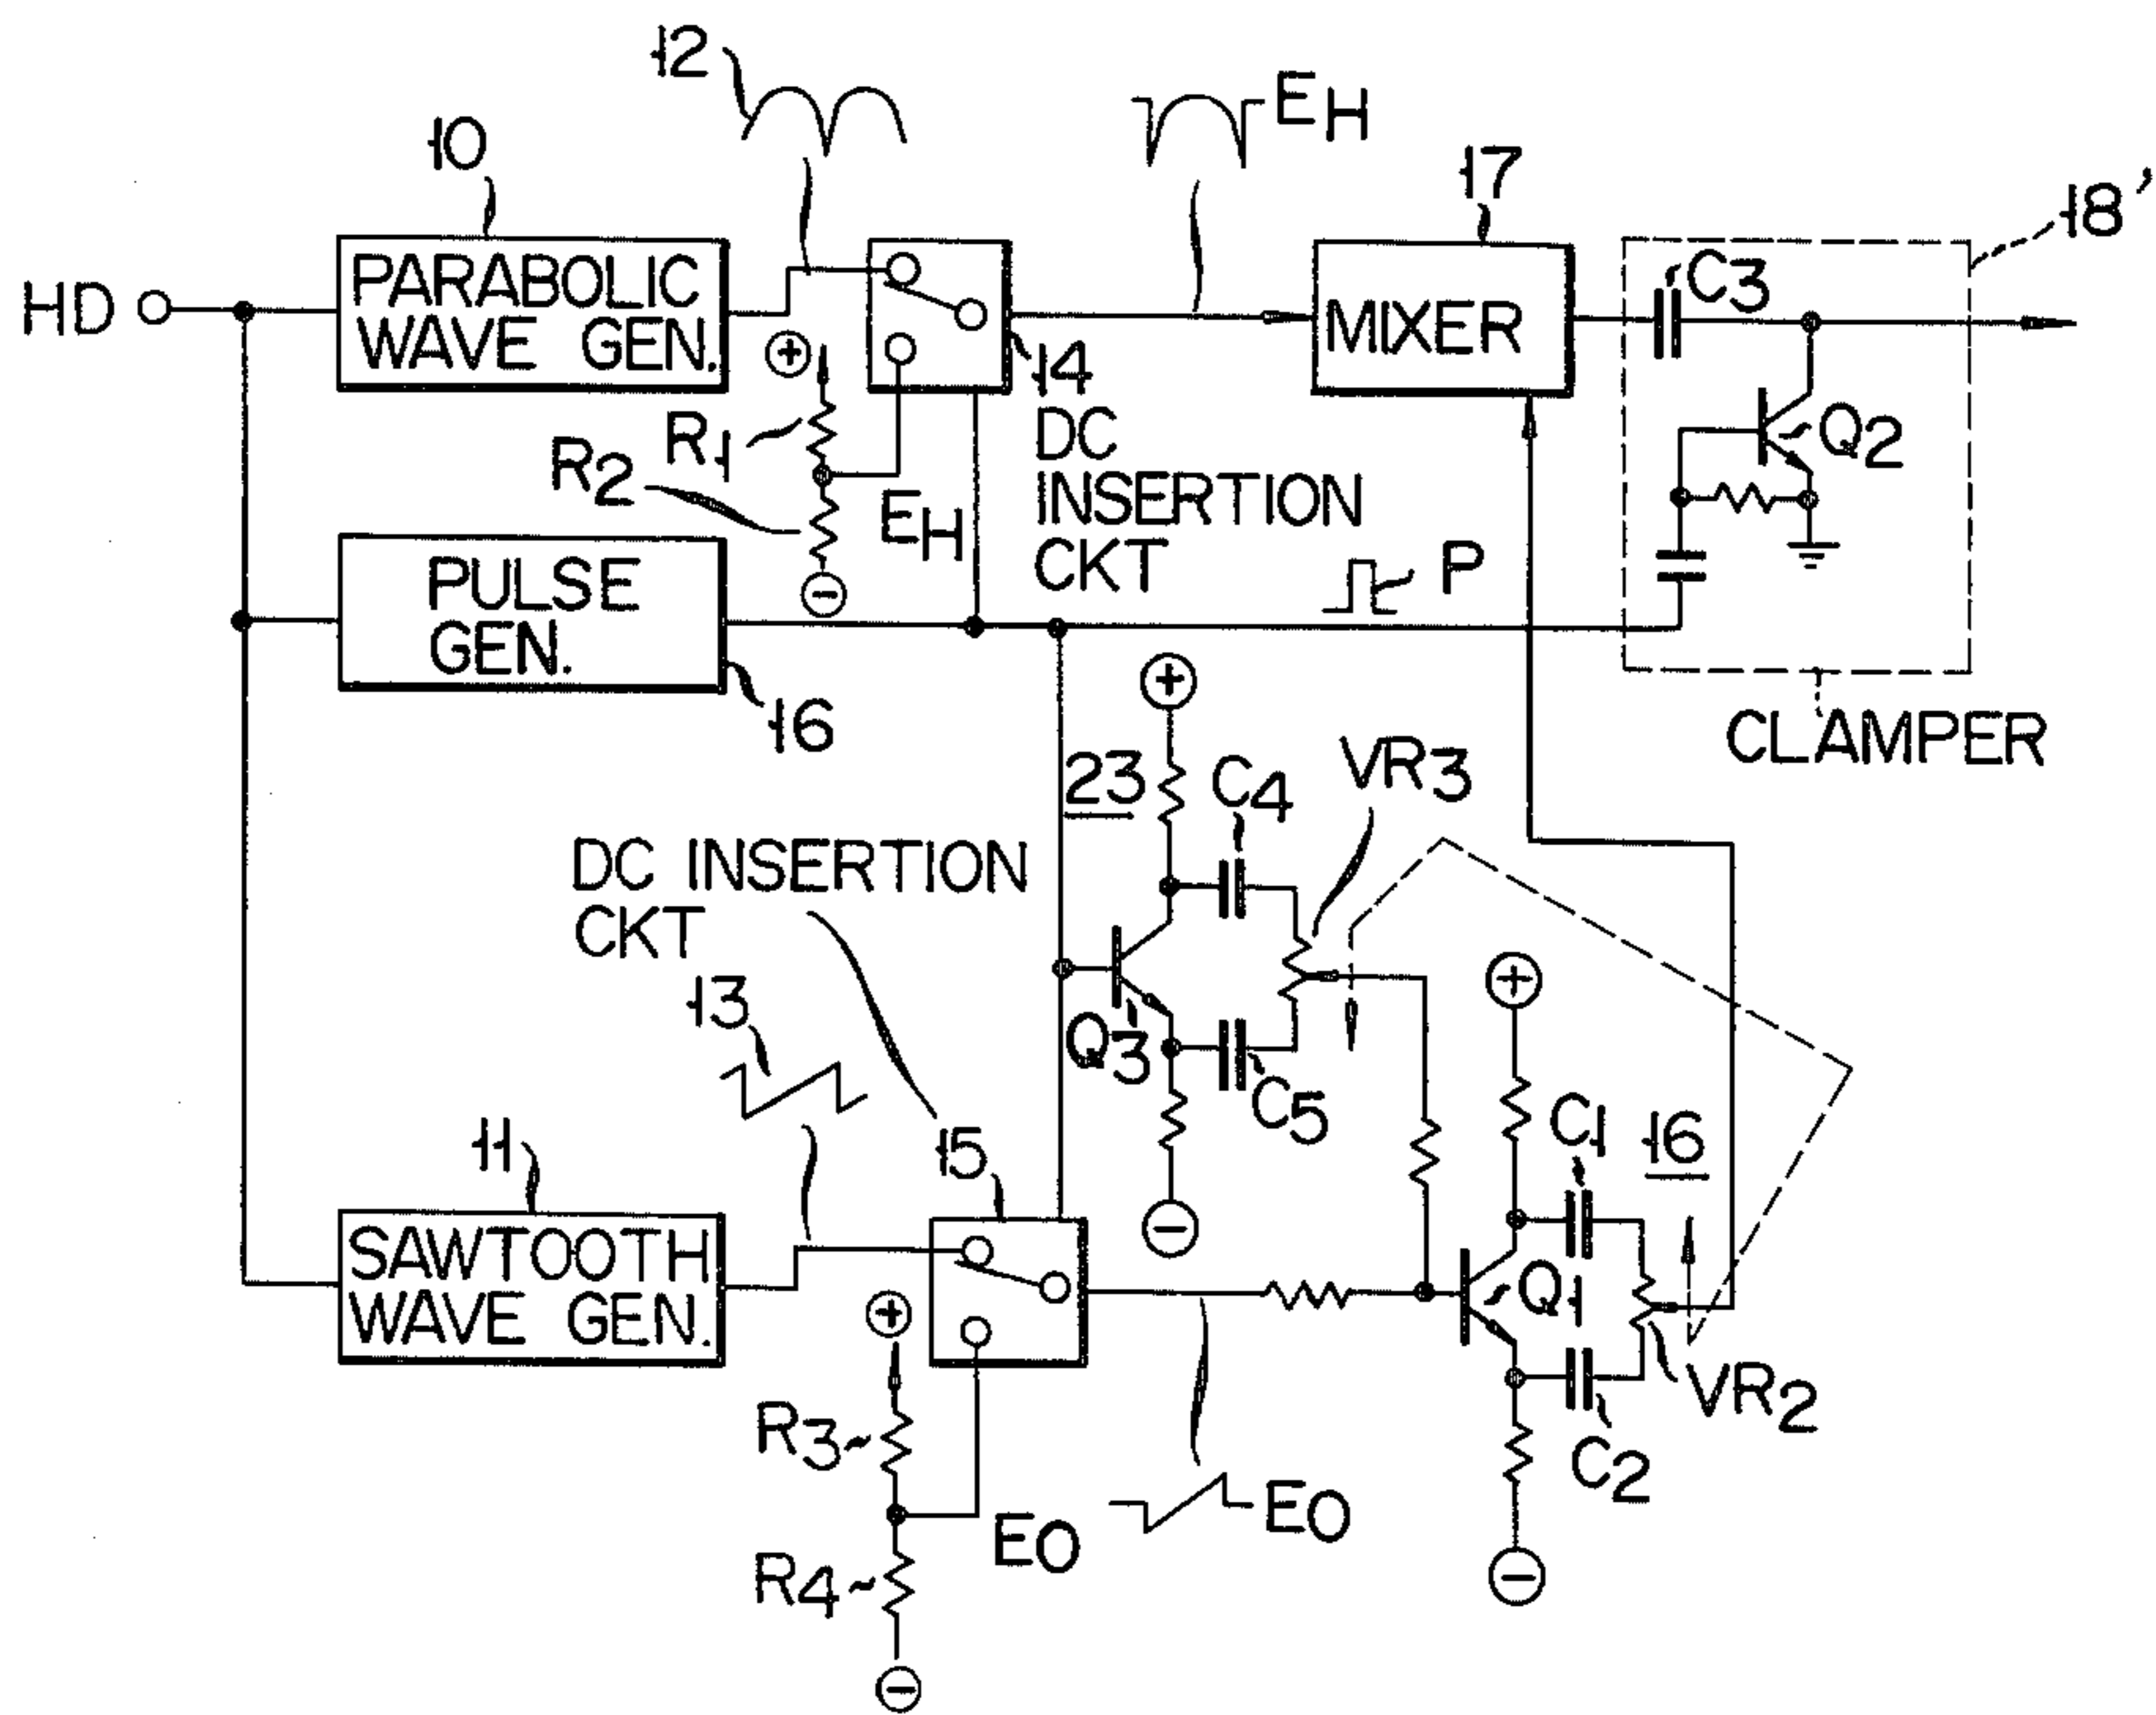 12
10
E_H
17
18'
HD
PARABOLIC
WAVE GEN.
MIXER
C3
+
14
DC
INSERTION
CKT
R1
R2
E_H
Q2
-
P
PULSE
GEN.
16
CLAMPER
+
23
C4
VR3
DC INSERTION
CKT
13
Q3
C5
+
11
15
-
C1
16
SAWTOOTH
WAVE GEN.
+
Q1
VR2
R3
C2
EO
EO
R4
-
-